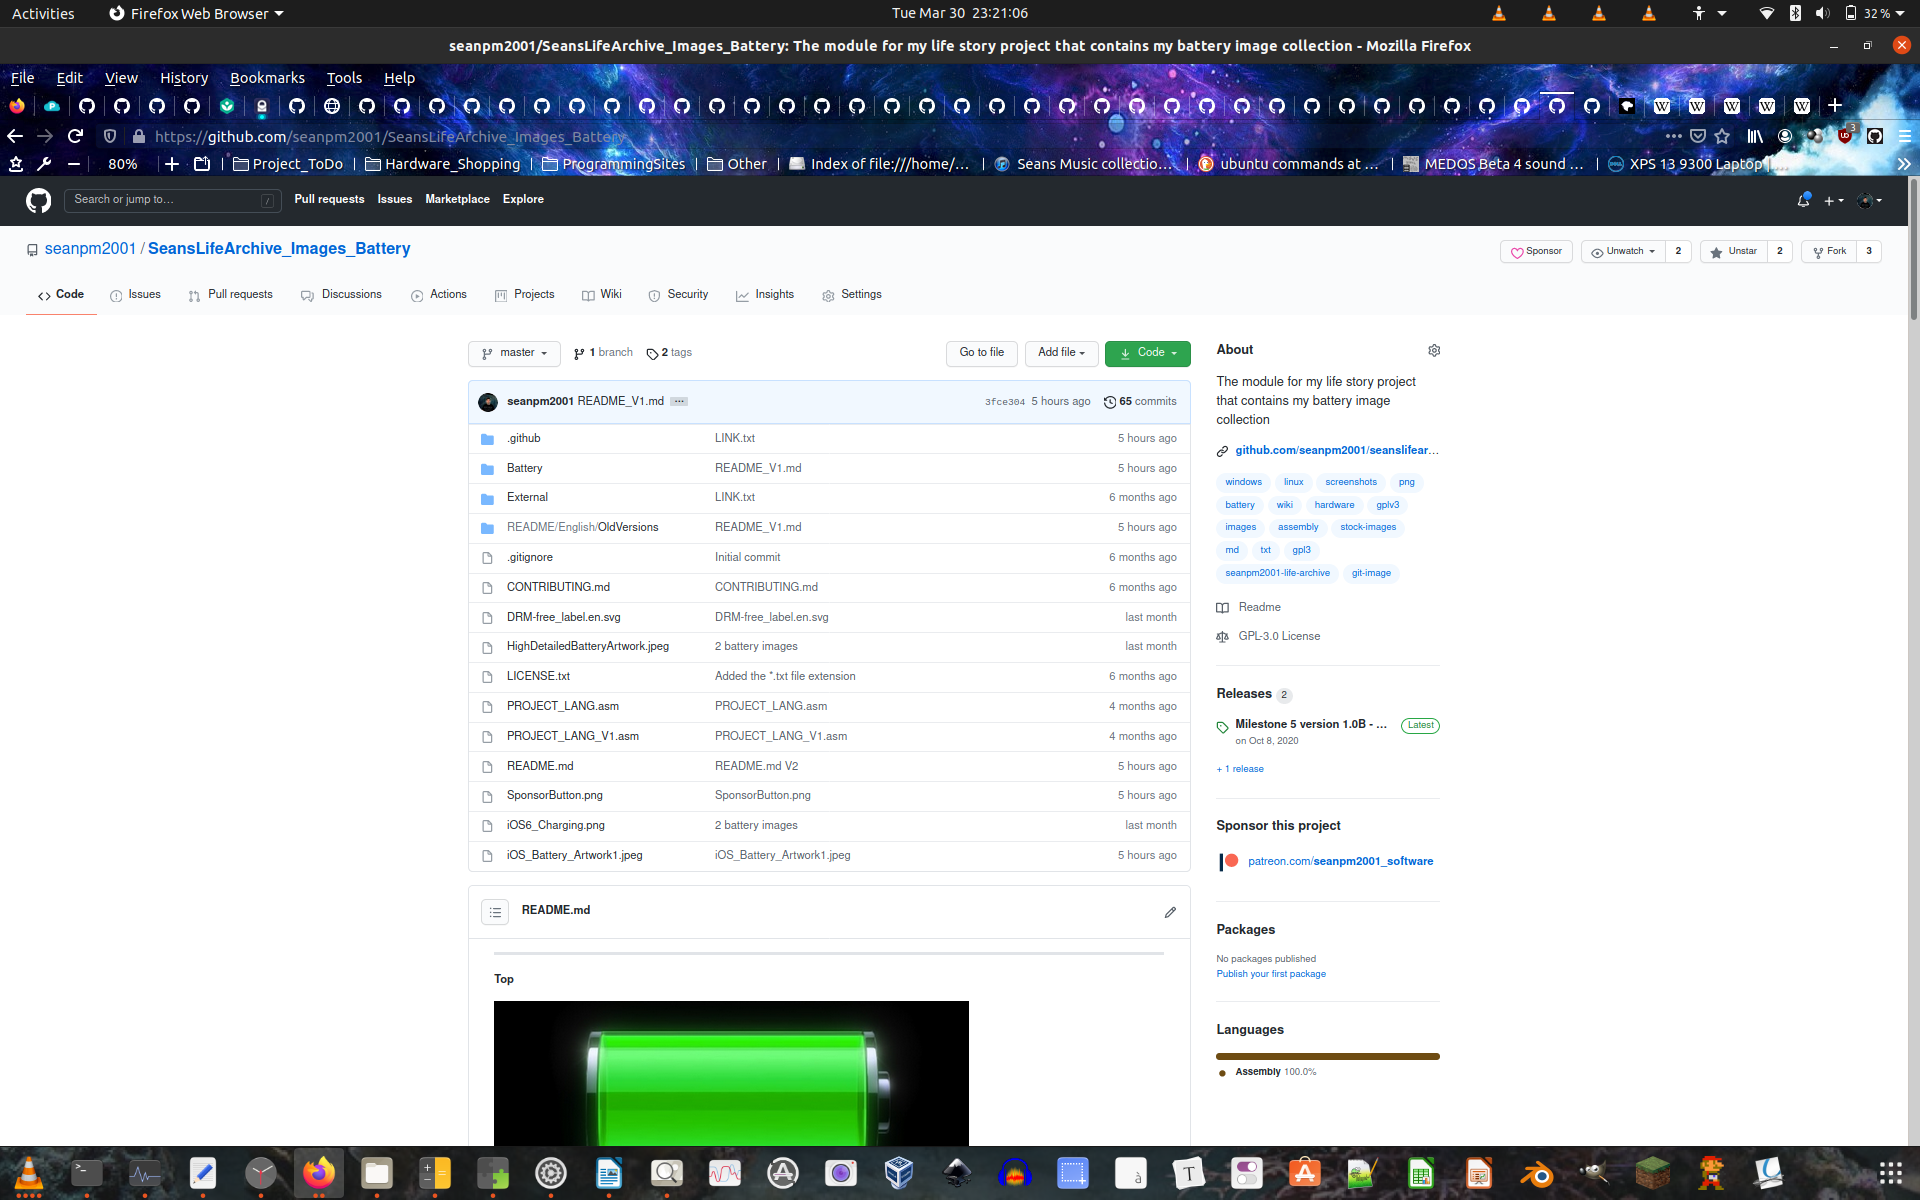 Activities
Firefox Web Browser
Tue Mar 30 23:21:06
32 %
seanpm2001/SeansLifeArchive_Images_Battery: The module for my life story project that contains my battery image collection - Mozilla Firefox
File Edit View History Bookmarks Tools Help
https://github.com/seanpm2001/SeansLifeArchive_Images_Battery
3
80%
Project_ToDo
Hardware_Shopping
ProgrammingSites
Other
Index of file:///home/...
Seans Music collectio...
ubuntu commands at ...
MEDOS Beta 4 sound ...
XPS 13 9300 Laptop
Search or jump to...
/
Pull requests Issues Marketplace Explore
seanpm2001 / SeansLifeArchive_Images_Battery
Sponsor
Unwatch 2
Unstar 2
Fork 3
Code Issues Pull requests Discussions Actions Projects Wiki Security Insights Settings
master 1 branch 2 tags
Go to file Add file Code
seanpm2001 README_V1.md ... 3fce304 5 hours ago 65 commits
.github LINK.txt 5 hours ago
Battery README_V1.md 5 hours ago
External LINK.txt 6 months ago
README/English/OldVersions README_V1.md 5 hours ago
.gitignore Initial commit 6 months ago
CONTRIBUTING.md CONTRIBUTING.md 6 months ago
DRM-free_label.en.svg DRM-free_label.en.svg last month
HighDetailedBatteryArtwork.jpeg 2 battery images last month
LICENSE.txt Added the *.txt file extension 6 months ago
PROJECT_LANG.asm PROJECT_LANG.asm 4 months ago
PROJECT_LANG_V1.asm PROJECT_LANG_V1.asm 4 months ago
README.md README.md V2 5 hours ago
SponsorButton.png SponsorButton.png 5 hours ago
iOS6_Charging.png 2 battery images last month
iOS_Battery_Artwork1.jpeg iOS_Battery_Artwork1.jpeg 5 hours ago
README.md
Top
About
The module for my life story project
that contains my battery image
collection
github.com/seanpm2001/seanslifear...
windows linux screenshots png
battery wiki hardware gplv3
images assembly stock-images
md txt gpl3
seanpm2001-life-archive git-image
Readme
GPL-3.0 License
Releases 2
Milestone 5 version 1.0B - ... Latest
on Oct 8, 2020
+ 1 release
Sponsor this project
patreon.com/seanpm2001_software
Packages
No packages published
Publish your first package
Languages
Assembly 100.0%